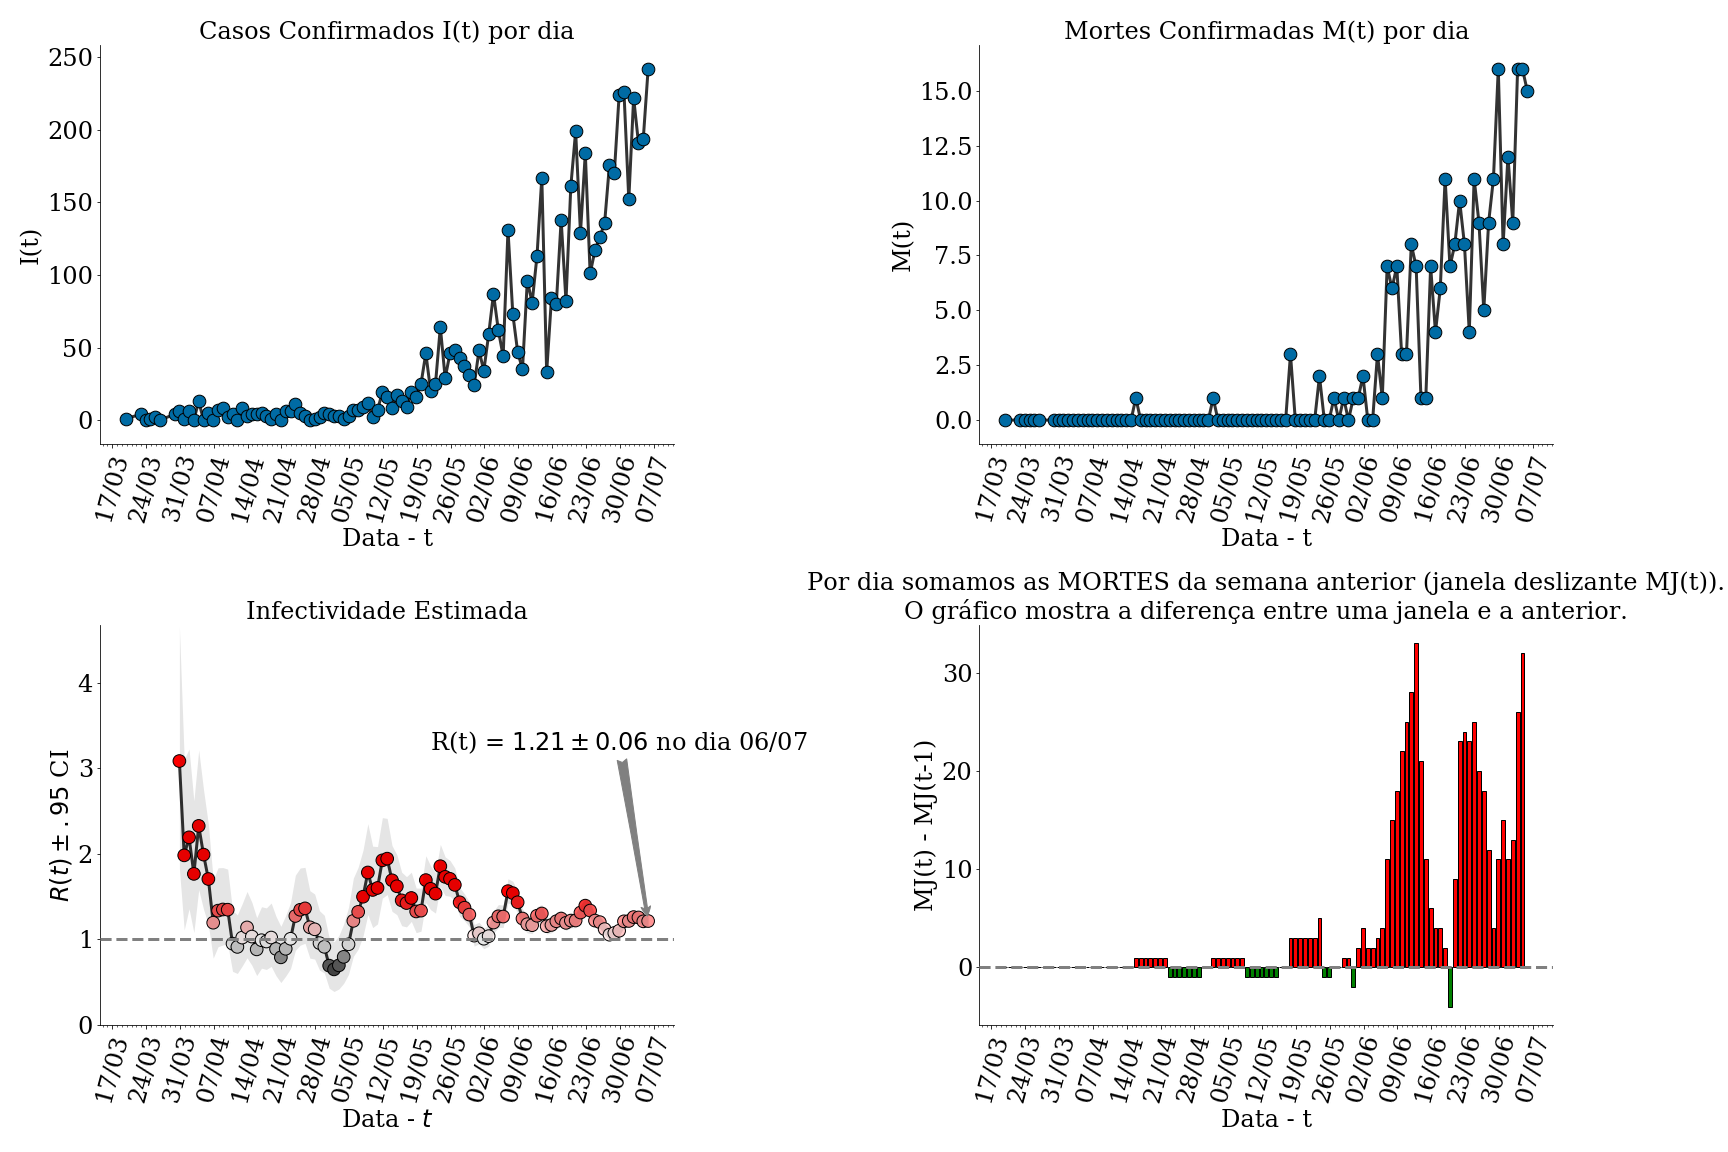 Casos Confirmados I(t) por dia
I(t)
250
200
150
100
50
0
17/03 24/03 31/03 07/04 14/04 21/04 28/04 05/05 12/05 19/05 26/05 02/06 09/06 16/06 23/06 30/06 07/07
Data - t
Mortes Confirmadas M(t) por dia
M(t)
15.0
12.5
10.0
7.5
5.0
2.5
0.0
17/03 24/03 31/03 07/04 14/04 21/04 28/04 05/05 12/05 19/05 26/05 02/06 09/06 16/06 23/06 30/06 07/07
Data - t
Infectividade Estimada
R(t) ± .95 CI
4
3
2
1
0
R(t) = 1.21 ± 0.06 no dia 06/07
17/03 24/03 31/03 07/04 14/04 21/04 28/04 05/05 12/05 19/05 26/05 02/06 09/06 16/06 23/06 30/06 07/07
Data - t
Por dia somamos as MORTES da semana anterior (janela deslizante MJ(t)).
O gráfico mostra a diferença entre uma janela e a anterior.
MJ(t) - MJ(t-1)
30
20
10
0
17/03 24/03 31/03 07/04 14/04 21/04 28/04 05/05 12/05 19/05 26/05 02/06 09/06 16/06 23/06 30/06 07/07
Data - t